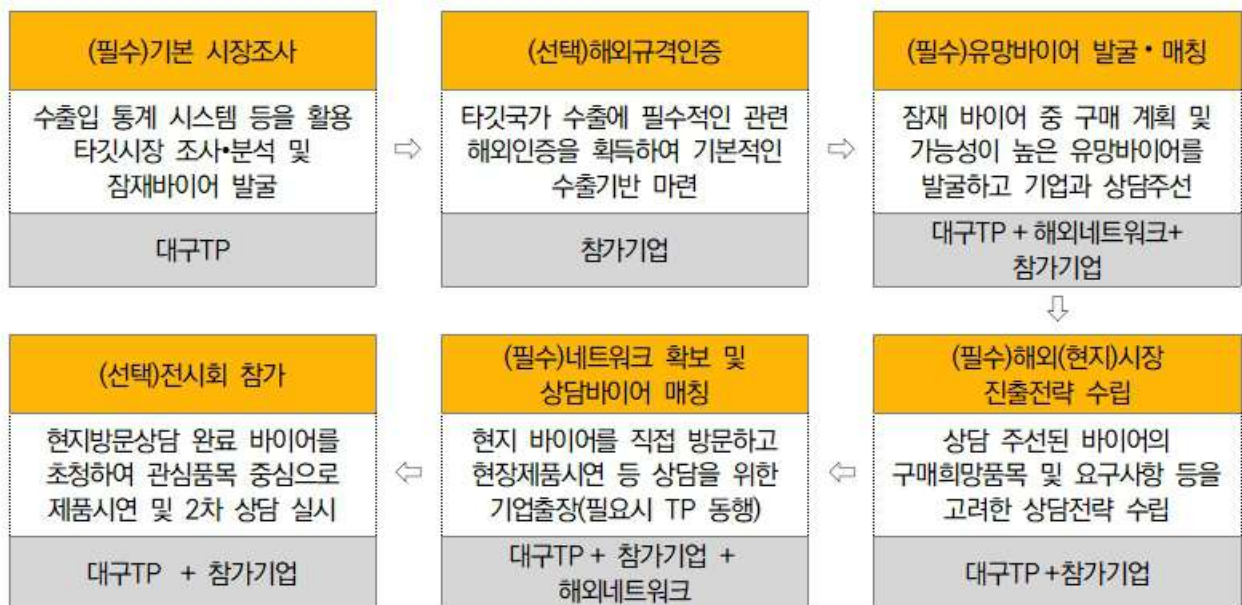 (필수)기본 시장조사
수출입 통계 시스템 등을 활용
타깃시장 조사•분석 및
잠재바이어 발굴
대구TP
(선택)해외규격인증
타깃국가 수출에 필수적인 관련
해외인증을 획득하여 기본적인
수출기반 마련
참가기업
(필수)유망바이어 발굴•매칭
잠재 바이어 중 구매 계획 및
가능성이 높은 유망바이어를
발굴하고 기업과 상담주선
대구TP + 해외네트워크+
참가기업
(필수)해외(현지)시장
진출전략 수립
상담 주선된 바이어의
구매희망품목 및 요구사항 등을
고려한 상담전략 수립
대구TP+참가기업
(필수)네트워크 확보 및
상담바이어 매칭
현지 바이어를 직접 방문하고
현장제품시연 등 상담을 위한
기업출장(필요시 TP 동행)
대구TP + 참가기업 +
해외네트워크
(선택)전시회 참가
현지방문상담 완료 바이어를
초청하여 관심품목 중심으로
제품시연 및 2차 상담 실시
대구TP + 참가기업